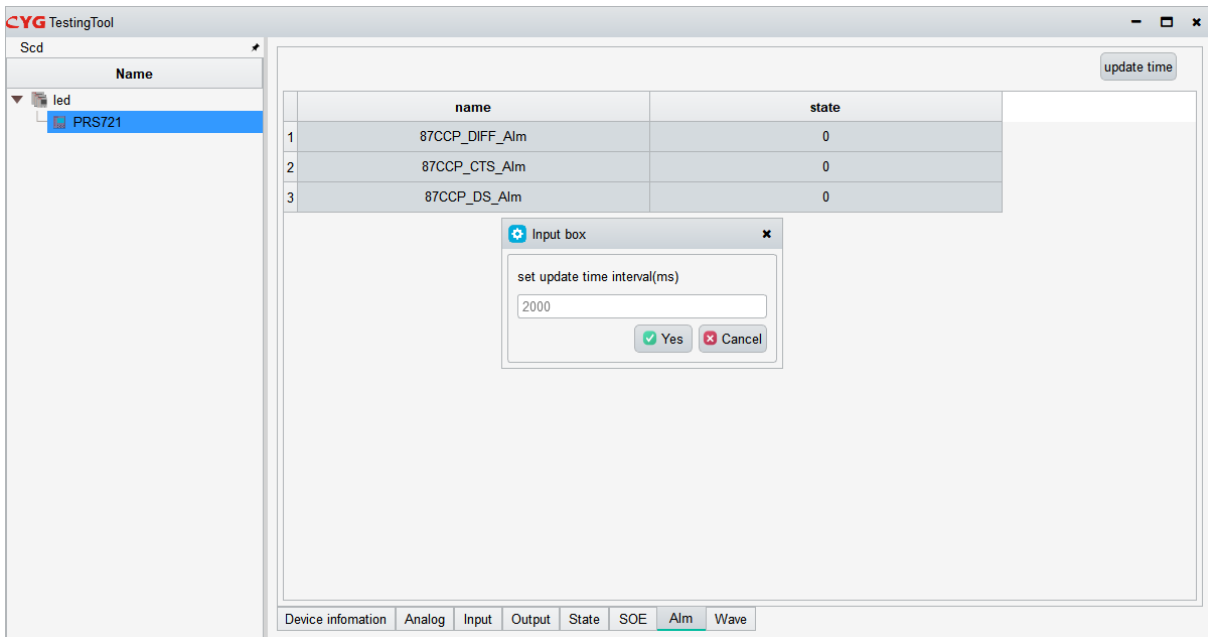 CYG TestingTool
Scd
Name
led
PRS721
update time
name state
1 87CCP_DIFF_Alm 0
2 87CCP_CTS_Alm 0
3 87CCP_DS_Alm 0
Input box
set update time interval(ms)
2000
Yes Cancel
Device infomation Analog Input Output State SOE Alm Wave